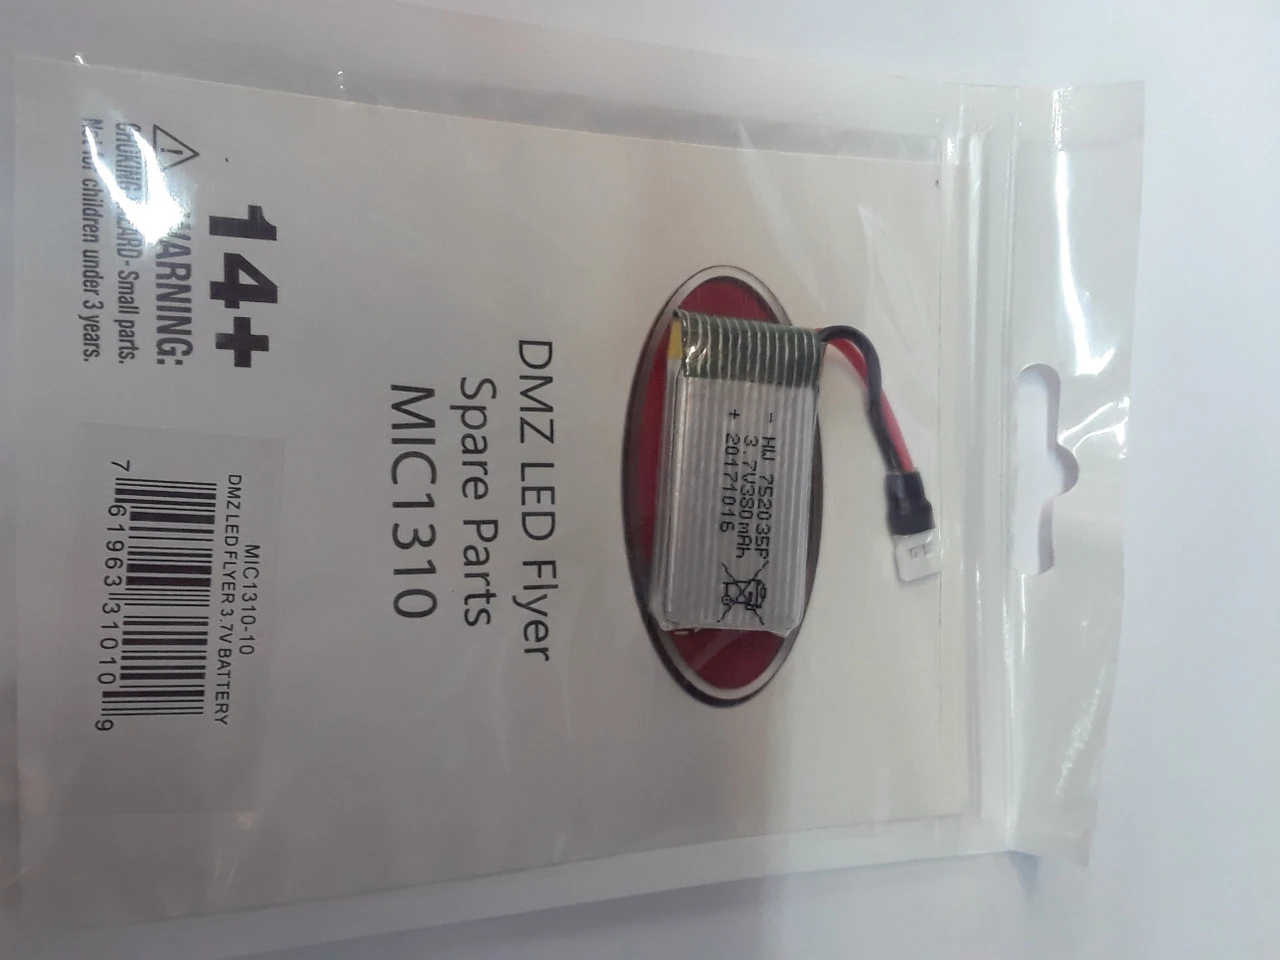 - HW 752035P
3.7V380mAh
+ 20171016
DMZ LED Flyer
Spare Parts
MIC1310
14+
WARNING:
CHOKING HAZARD - Small parts.
Not for children under 3 years.
MIC1310-10
DMZ LED FLYER 3.7V BATTERY
7 61963 31010 9